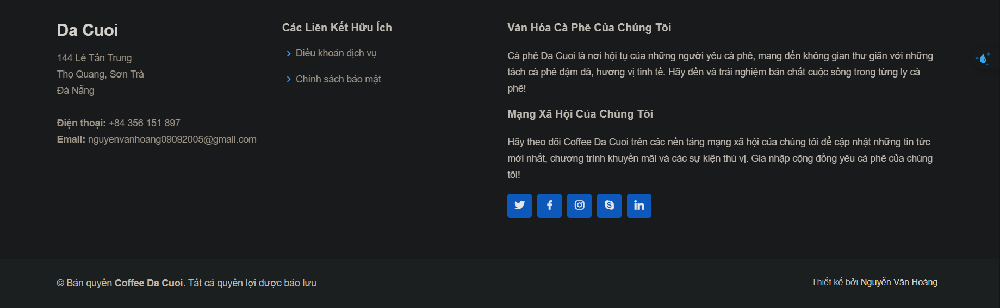 Da Cuoi
144 Lê Tấn Trung
Thọ Quang, Sơn Trà
Đà Nẵng
Điện thoại: +84 356 151 897
Email: nguyenvanhoang09092005@gmail.com
Các Liên Kết Hữu Ích
Điều khoản dịch vụ
Chính sách bảo mật
Văn Hóa Cà Phê Của Chúng Tôi
Cà phê Da Cuoi là nơi hội tụ của những người yêu cà phê, mang đến không gian thư giãn với những
tách cà phê đậm đà, hương vị tinh tế. Hãy đến và trải nghiệm bản chất cuộc sống trong từng ly cà
phê!
Mạng Xã Hội Của Chúng Tôi
Hãy theo dõi Coffee Da Cuoi trên các nền tảng mạng xã hội của chúng tôi để cập nhật những tin tức
mới nhất, chương trình khuyến mãi và các sự kiện thú vị. Gia nhập cộng đồng yêu cà phê của chúng
tôi!
© Bản quyền Coffee Da Cuoi. Tất cả quyền lợi được bảo lưu
Thiết kế bởi Nguyễn Văn Hoàng